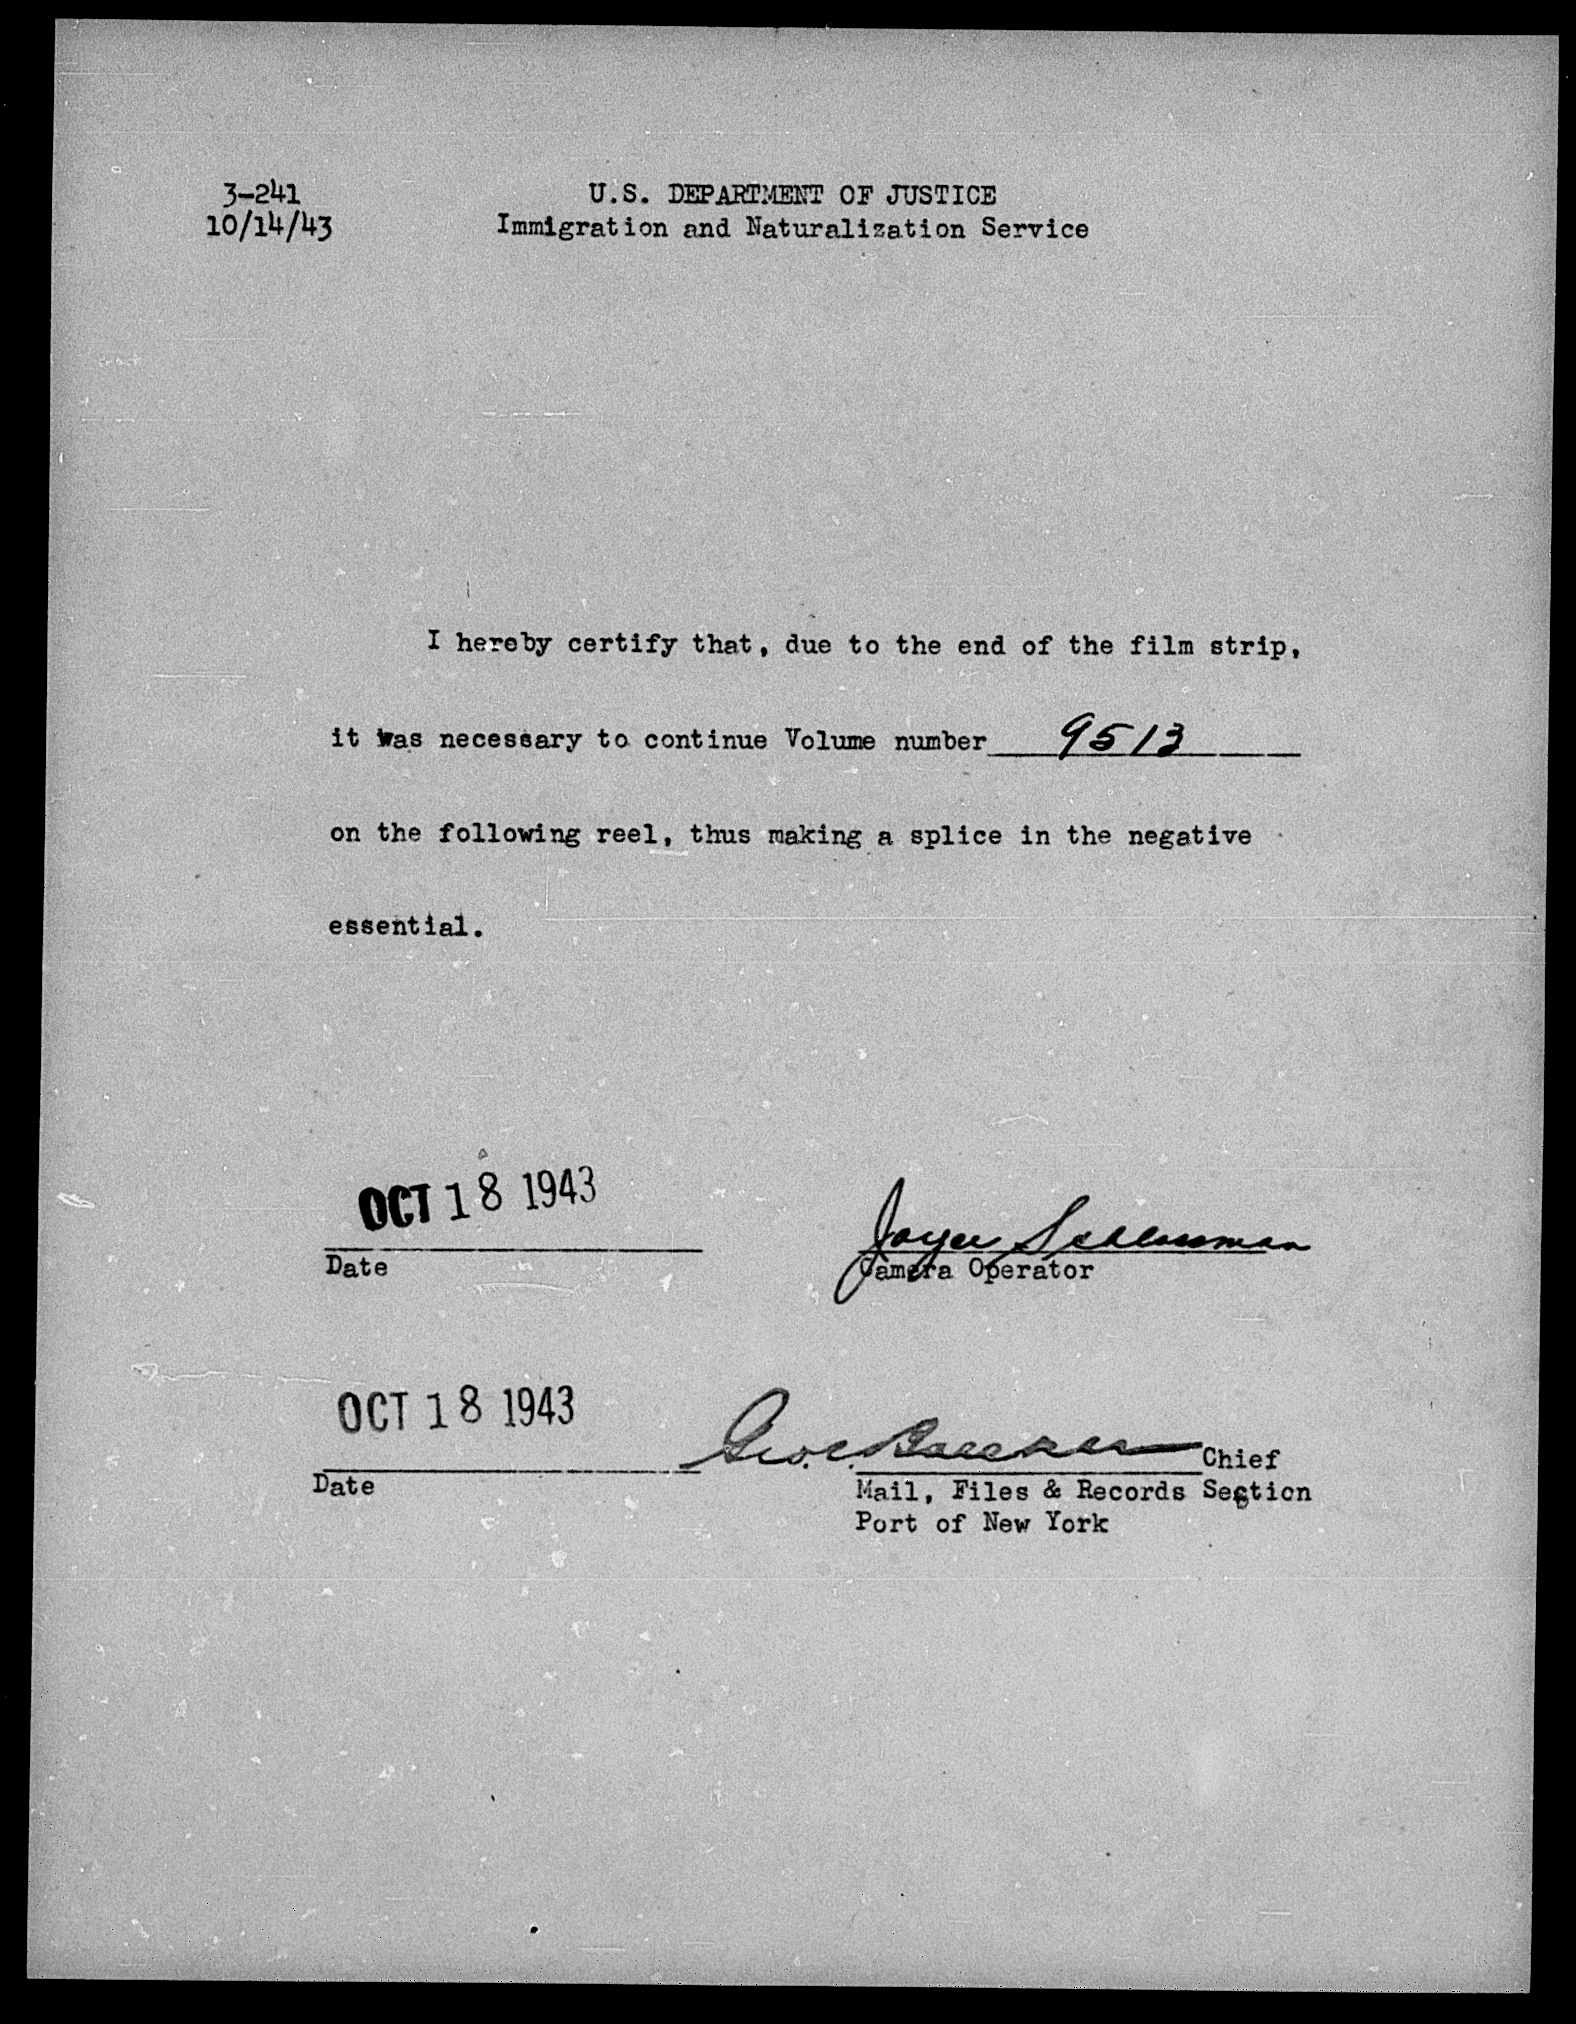 3-241
10/14/43
U.S. DEPARTMENT OF JUSTICE
Immigration and Naturalization Service
I hereby certify that, due to the end of the film strip,
it was necessary to continue Volume number 9513
on the following reel, thus making a splice in the negative
essential.
OCT 18 1943
Date
Joyce Schlossman
Camera Operator
OCT 18 1943
Date
Geo. C.
Chief
Mail, Files & Records Section
Port of New York